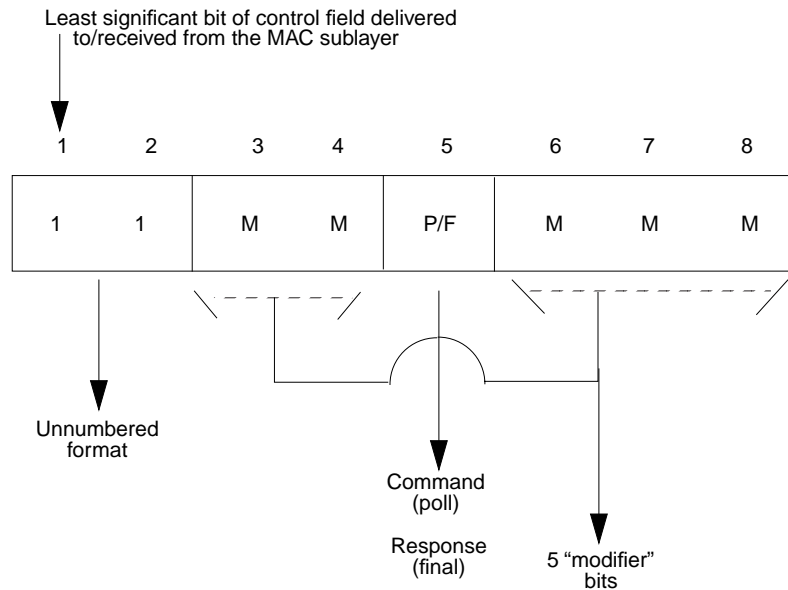 Least significant bit of control field delivered
to/received from the MAC sublayer
1 2 3 4 5 6 7 8
1 1 M M P/F M M M
Unnumbered
format
Command
(poll)
Response
(final)
5 “modifier”
bits